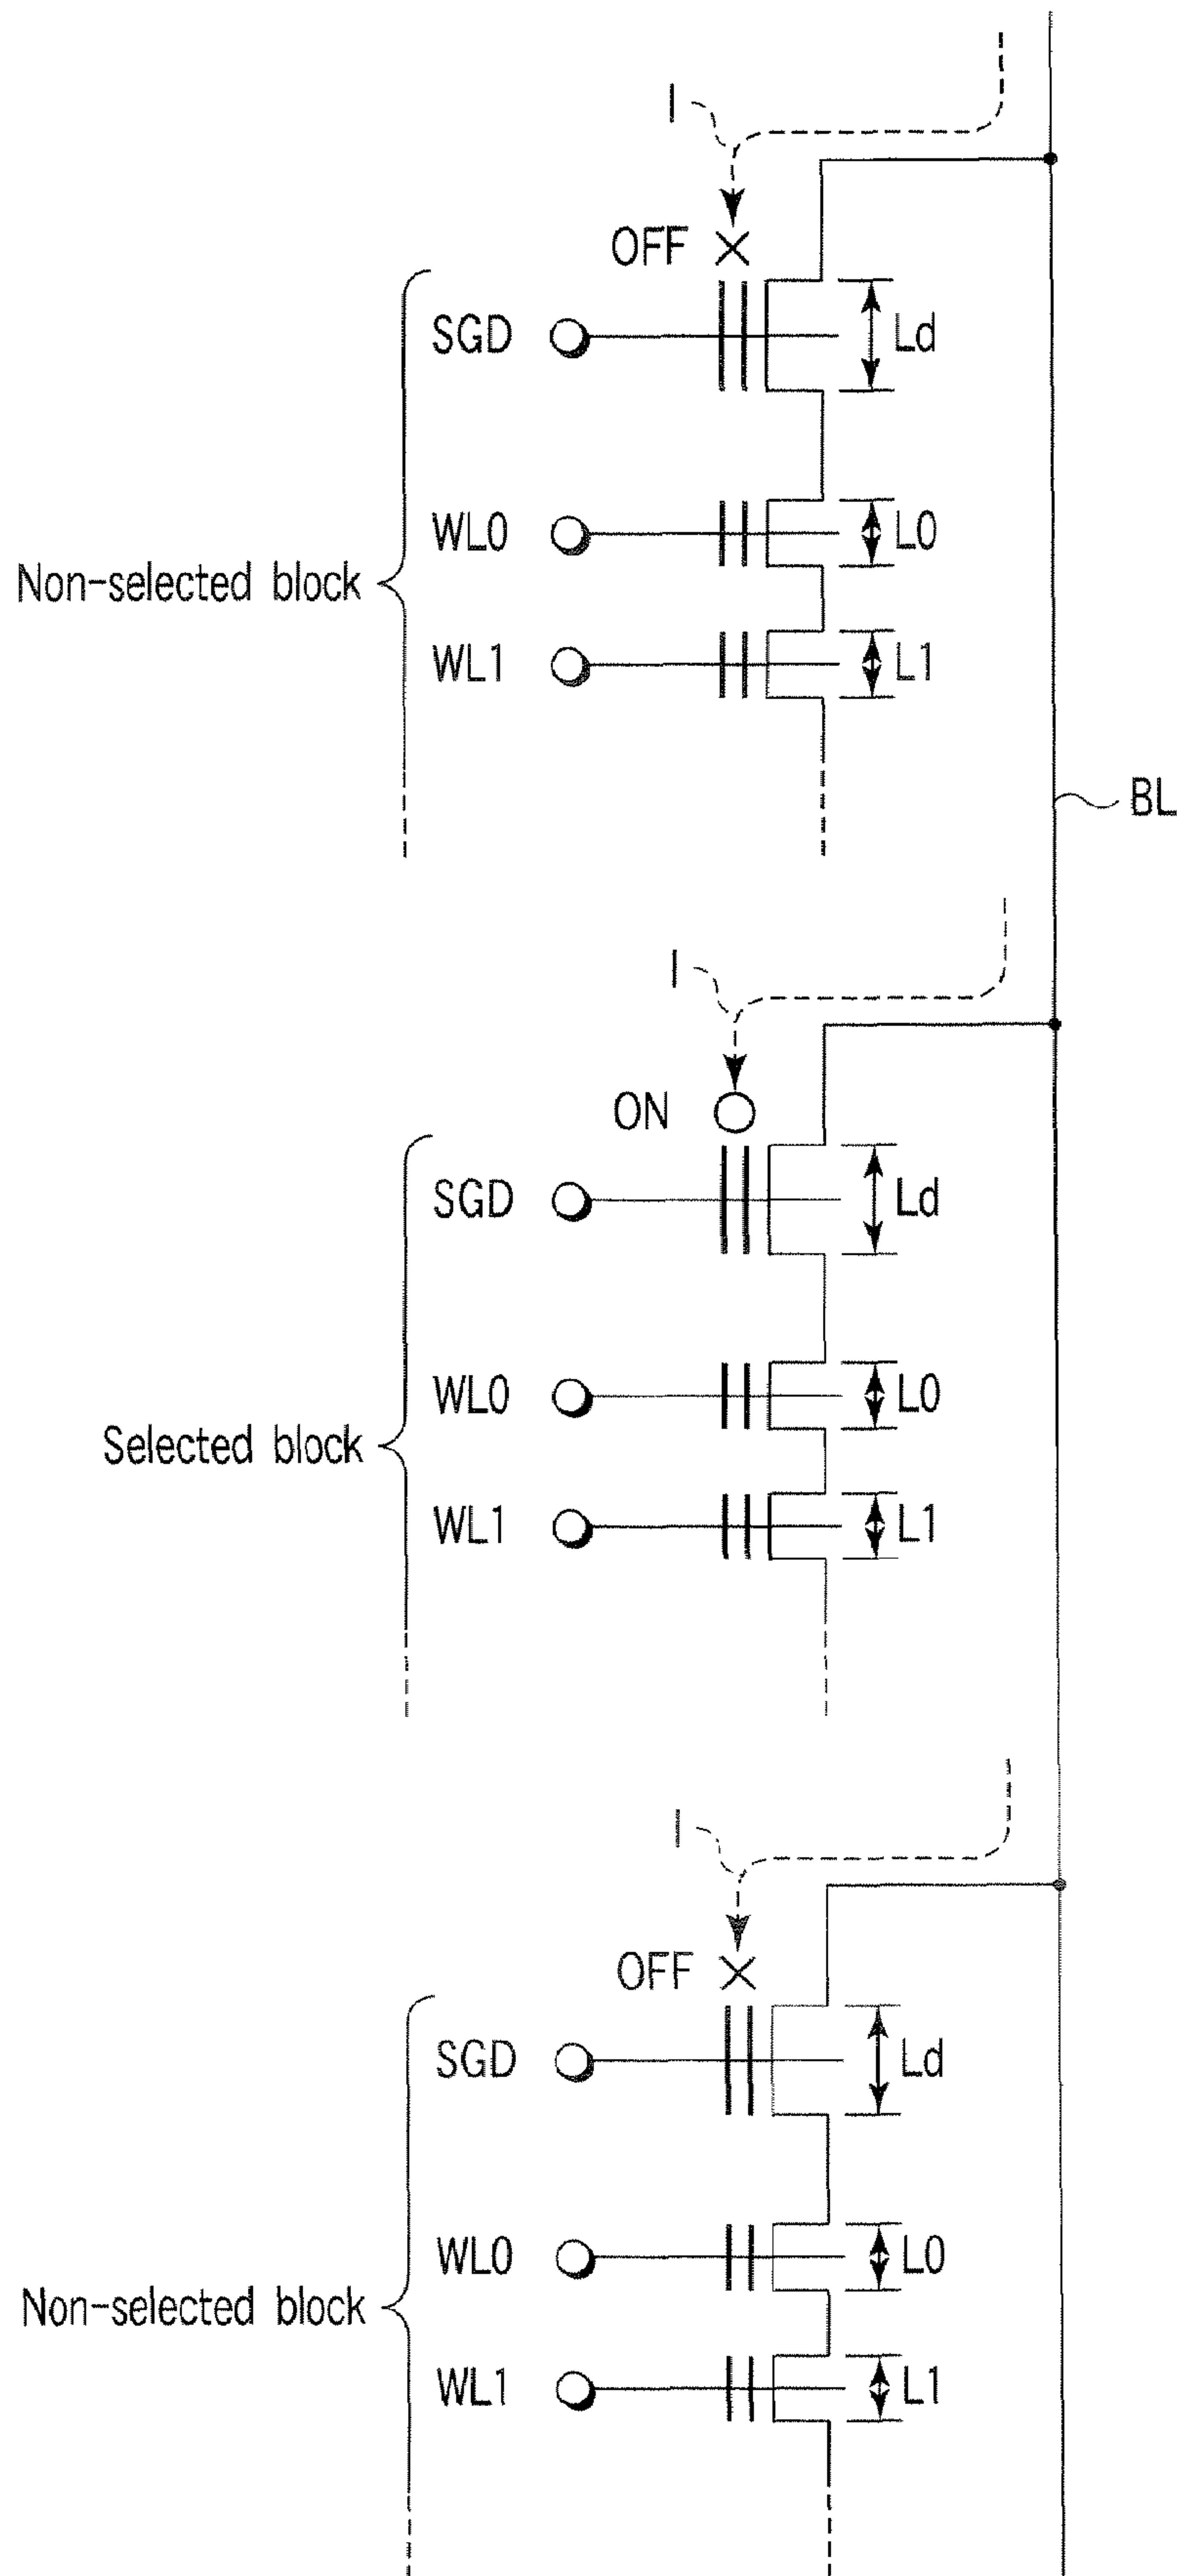 I
OFF
SGD
Ld
WL0
L0
Non-selected block
WL1
L1
BL
I
ON
SGD
Ld
WL0
L0
Selected block
WL1
L1
I
OFF
SGD
Ld
WL0
L0
Non-selected block
WL1
L1